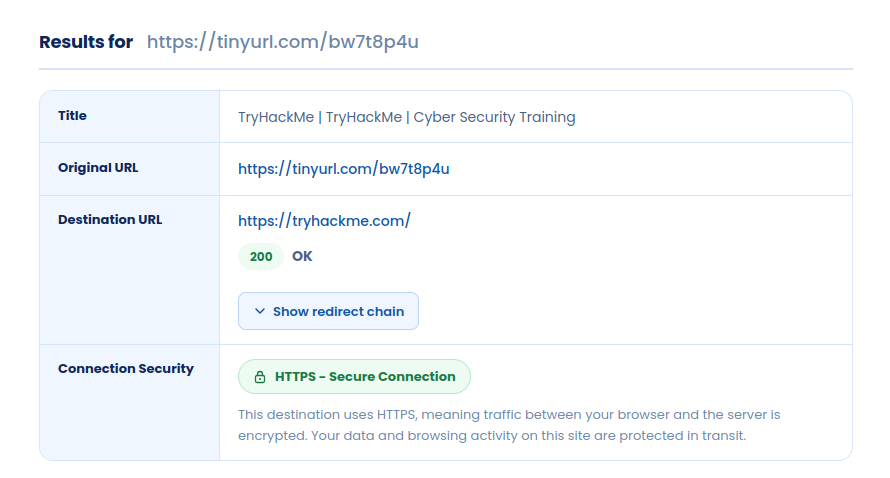 Results for https://tinyurl.com/bw7t8p4u
Title
TryHackMe | TryHackMe | Cyber Security Training
Original URL
https://tinyurl.com/bw7t8p4u
Destination URL
https://tryhackme.com/
200 OK
Show redirect chain
Connection Security
HTTPS – Secure Connection
This destination uses HTTPS, meaning traffic between your browser and the server is
encrypted. Your data and browsing activity on this site are protected in transit.